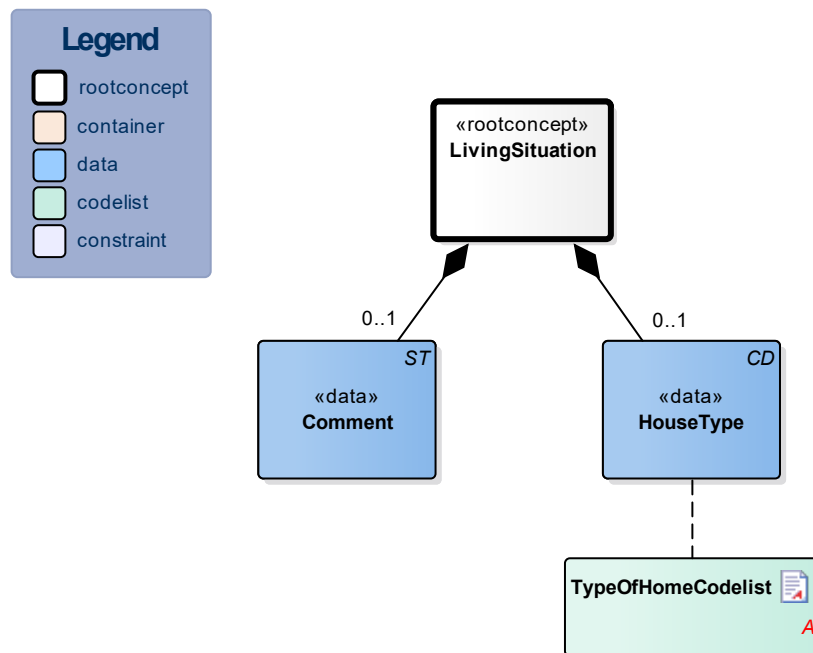 Legend
rootconcept
container
data
codelist
constraint
«rootconcept»
LivingSituation
0..1
0..1
ST
«data»
Comment
CD
«data»
HouseType
TypeOfHomeCodelist
A